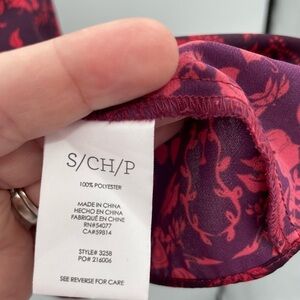 S/CH/P
100% POLYESTER
MADE IN CHINA
HECHO EN CHINA
FABRIQUÉ EN CHINE
RN#54077
CA#59814
STYLE# 3258
PO# 216006
SEE REVERSE FOR CARE